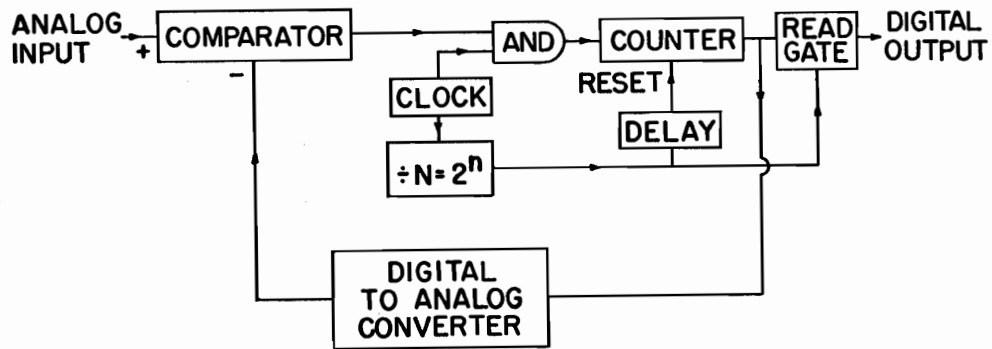 ANALOG
INPUT
+
COMPARATOR
-
AND
COUNTER
READ
GATE
DIGITAL
OUTPUT
CLOCK
RESET
DELAY
÷N=2ⁿ
DIGITAL
TO ANALOG
CONVERTER